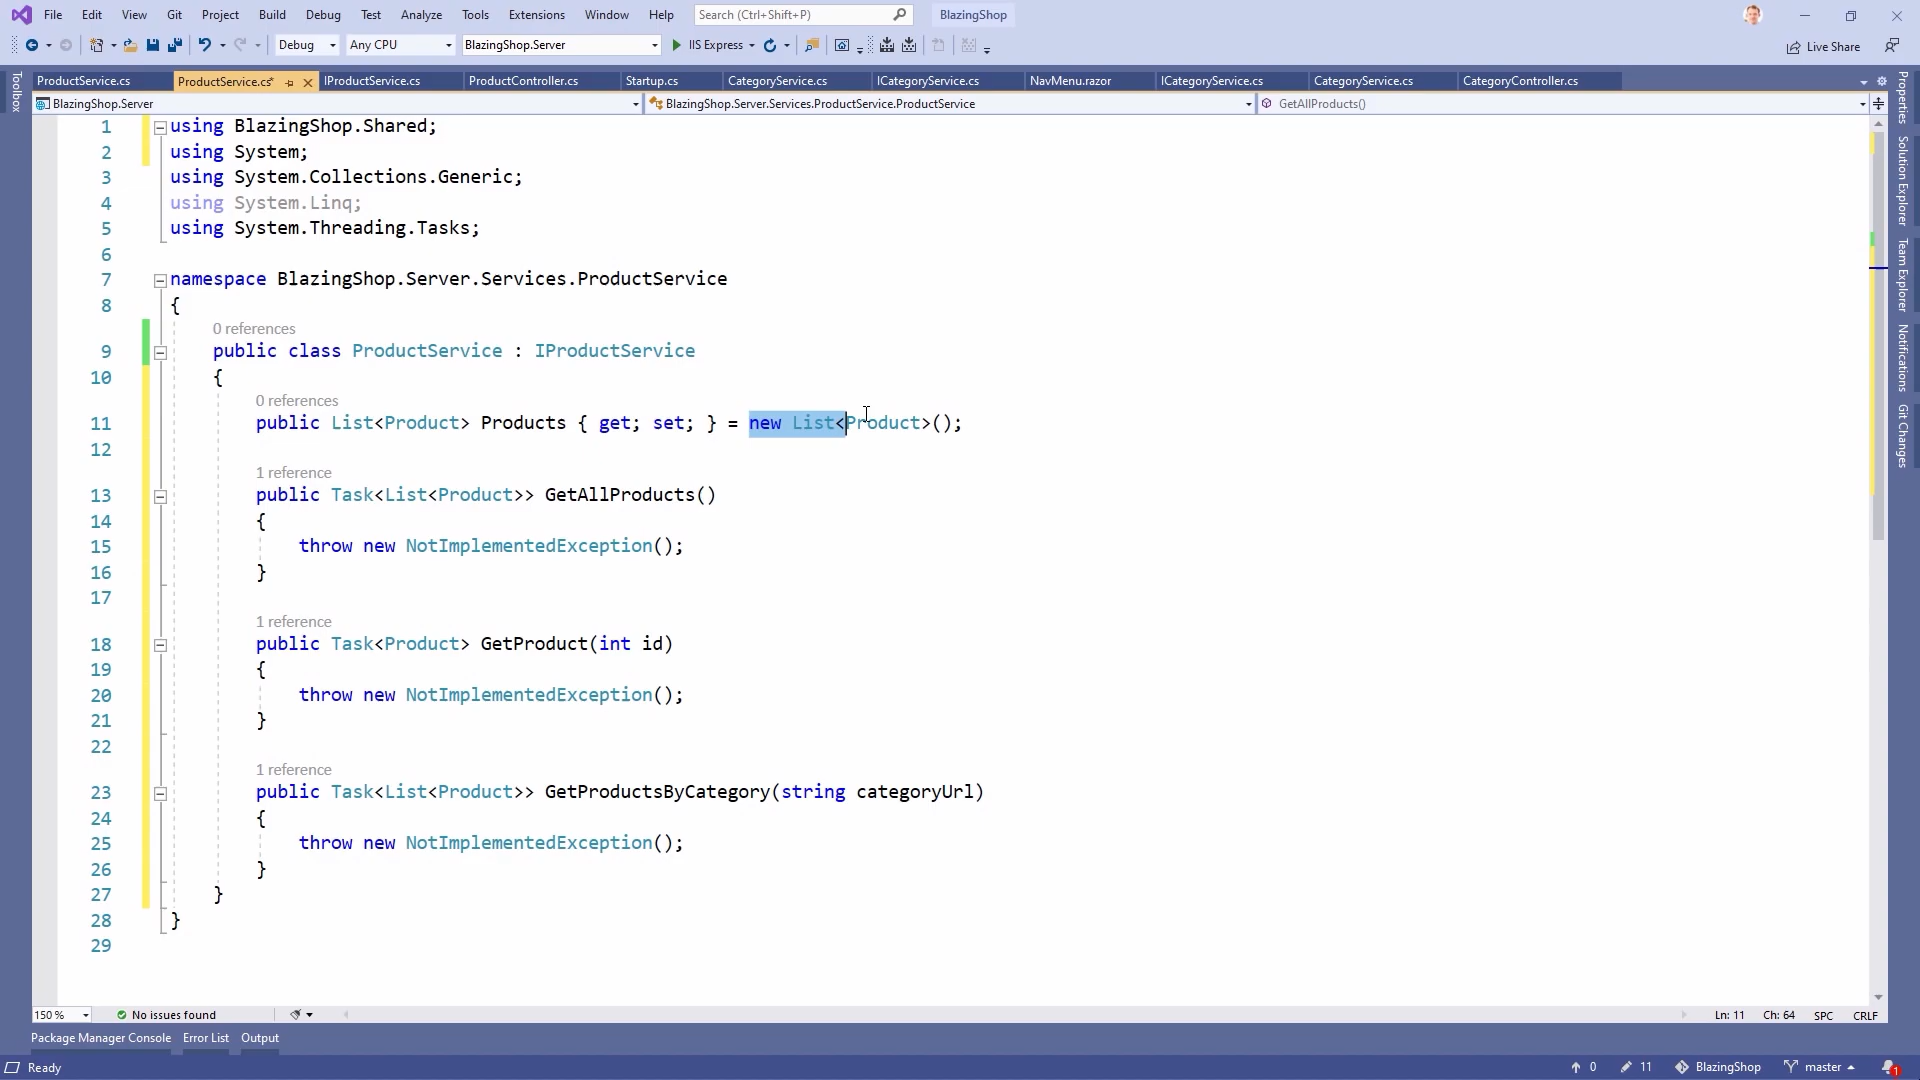 File Edit View Git Project Build Debug Test Analyze Tools Extensions Window Help Search (Ctrl+Shift+P) BlazingShop
Debug Any CPU BlazingShop.Server IIS Express Live Share
ProductService.cs ProductService.cs* IProductService.cs ProductController.cs Startup.cs CategoryService.cs ICategoryService.cs NavMenu.razor ICategoryService.cs CategoryService.cs CategoryController.cs
BlazingShop.Server BlazingShop.Server.Services.ProductService.ProductService GetAllProducts()
Toolbox
1 using BlazingShop.Shared;
2 using System;
3 using System.Collections.Generic;
4 using System.Linq;
5 using System.Threading.Tasks;
6
7 namespace BlazingShop.Server.Services.ProductService
8 {
0 references
9 public class ProductService : IProductService
10 {
0 references
11 public List<Product> Products { get; set; } = new List<Product>();
12
1 reference
13 public Task<List<Product>> GetAllProducts()
14 {
15 throw new NotImplementedException();
16 }
17
1 reference
18 public Task<Product> GetProduct(int id)
19 {
20 throw new NotImplementedException();
21 }
22
1 reference
23 public Task<List<Product>> GetProductsByCategory(string categoryUrl)
24 {
25 throw new NotImplementedException();
26 }
27 }
28 }
29
Properties
Solution Explorer
Team Explorer
Notifications
Git Changes
150 % No issues found Ln: 11 Ch: 64 SPC CRLF
Package Manager Console Error List Output
Ready 0 11 BlazingShop master 1